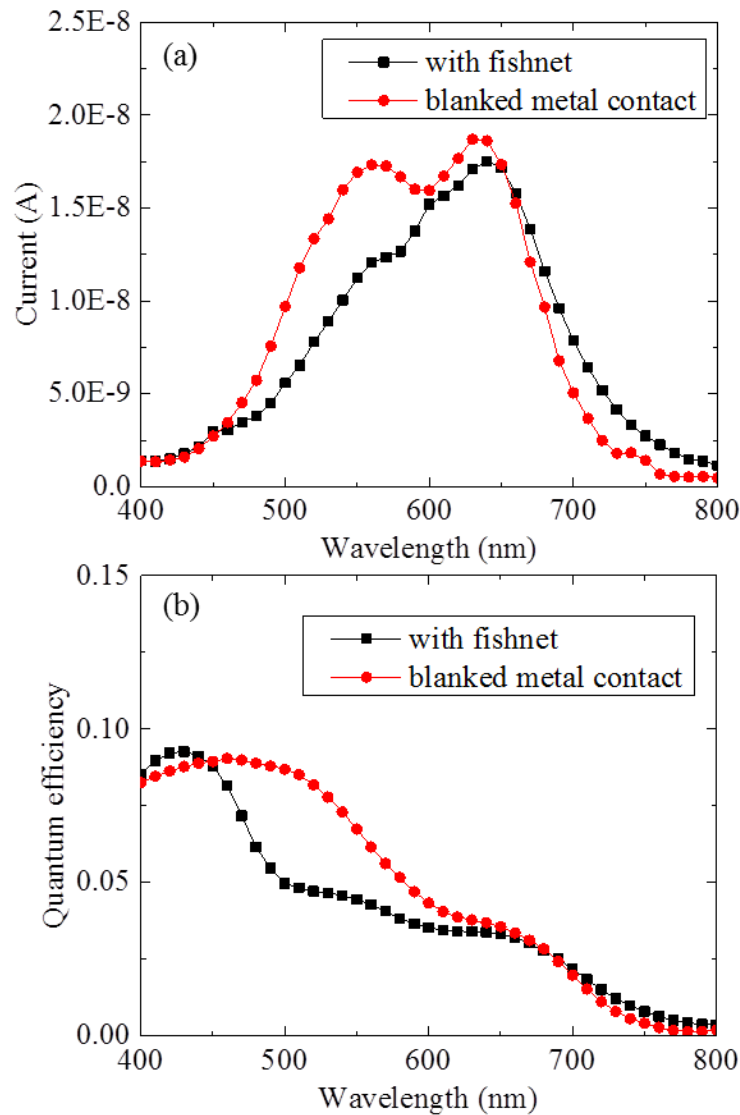 (a)
with fishnet
blanked metal contact
2.5E-8
2.0E-8
1.5E-8
1.0E-8
5.0E-9
0.0
Current (A)
400 500 600 700 800
Wavelength (nm)
(b)
with fishnet
blanked metal contact
0.15
0.10
0.05
0.00
Quantum efficiency
400 500 600 700 800
Wavelength (nm)